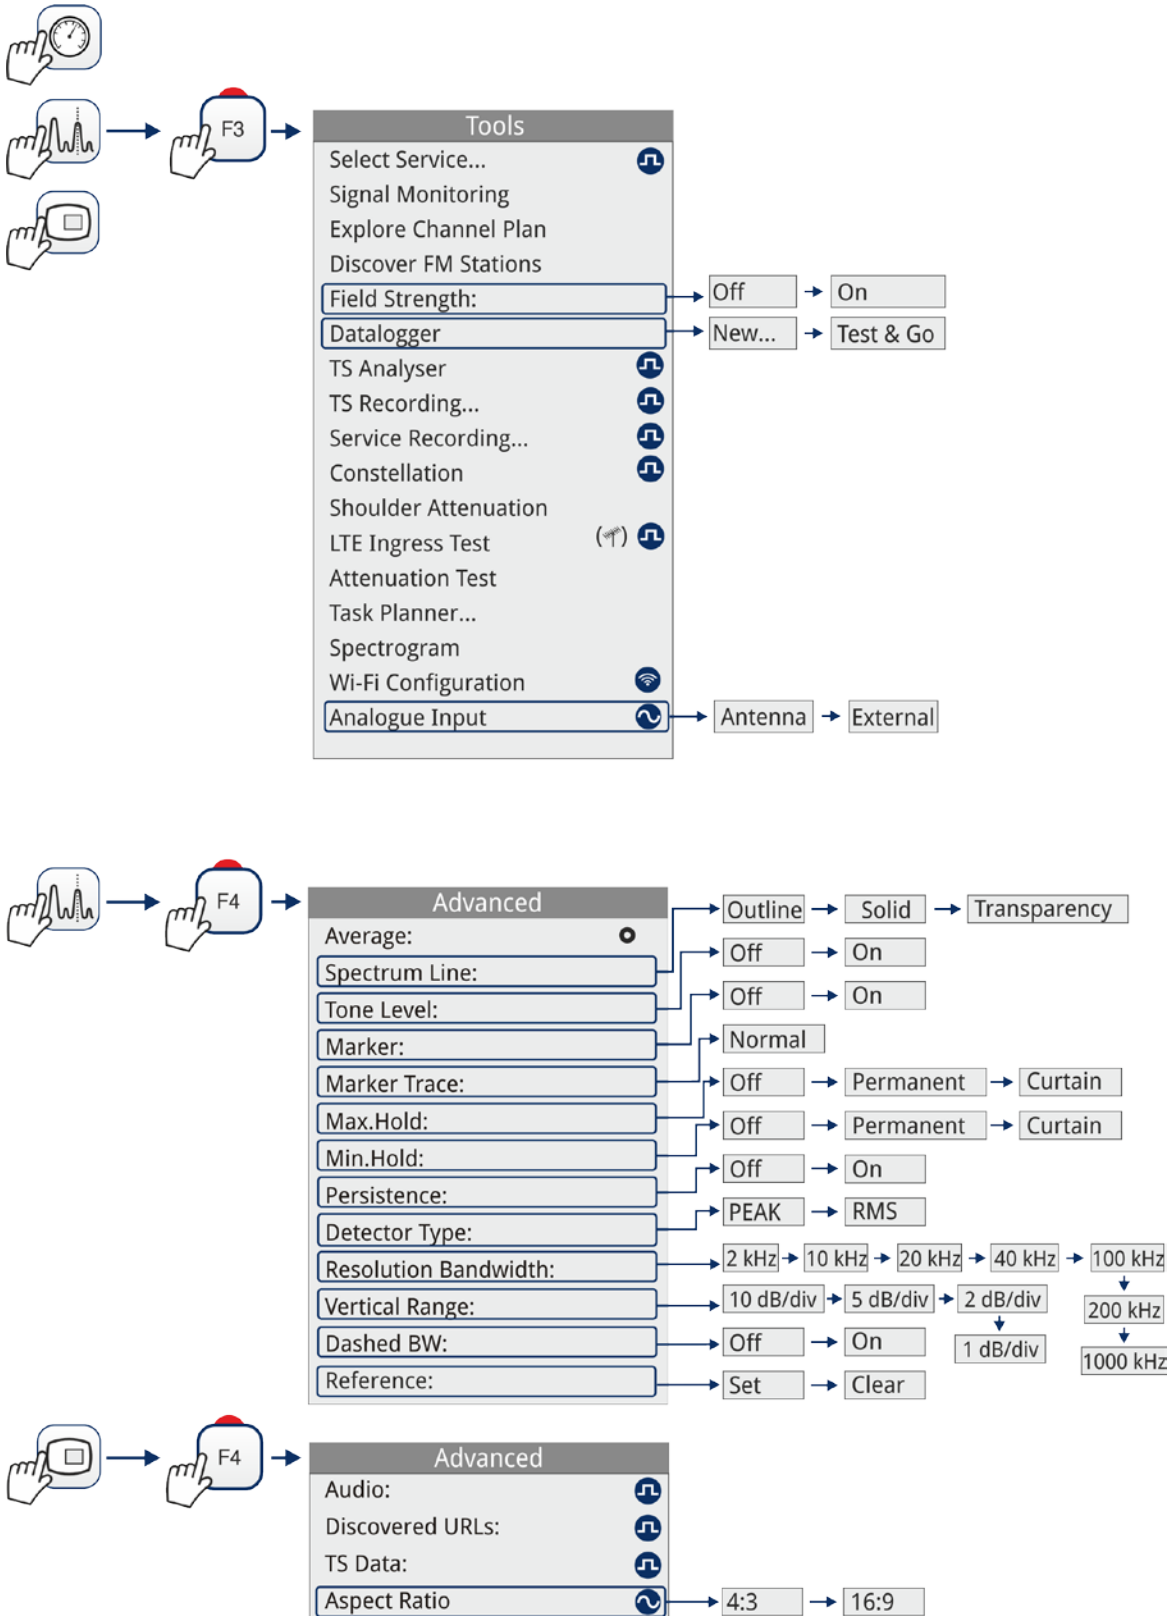 F3
Tools
Select Service...
Signal Monitoring
Explore Channel Plan
Discover FM Stations
Field Strength: Off On
Datalogger New... Test & Go
TS Analyser
TS Recording...
Service Recording...
Constellation
Shoulder Attenuation
LTE Ingress Test
Attenuation Test
Task Planner...
Spectrogram
Wi-Fi Configuration
Analogue Input Antenna External
F4
Advanced
Average:
Spectrum Line: Outline Solid Transparency
Tone Level: Off On
Marker: Off On
Marker Trace: Normal
Max.Hold: Off Permanent Curtain
Min.Hold: Off Permanent Curtain
Persistence: Off On
Detector Type: PEAK RMS
Resolution Bandwidth: 2 kHz 10 kHz 20 kHz 40 kHz 100 kHz 200 kHz 1000 kHz
Vertical Range: 10 dB/div 5 dB/div 2 dB/div 1 dB/div
Dashed BW: Off On
Reference: Set Clear
F4
Advanced
Audio:
Discovered URLs:
TS Data:
Aspect Ratio 4:3 16:9